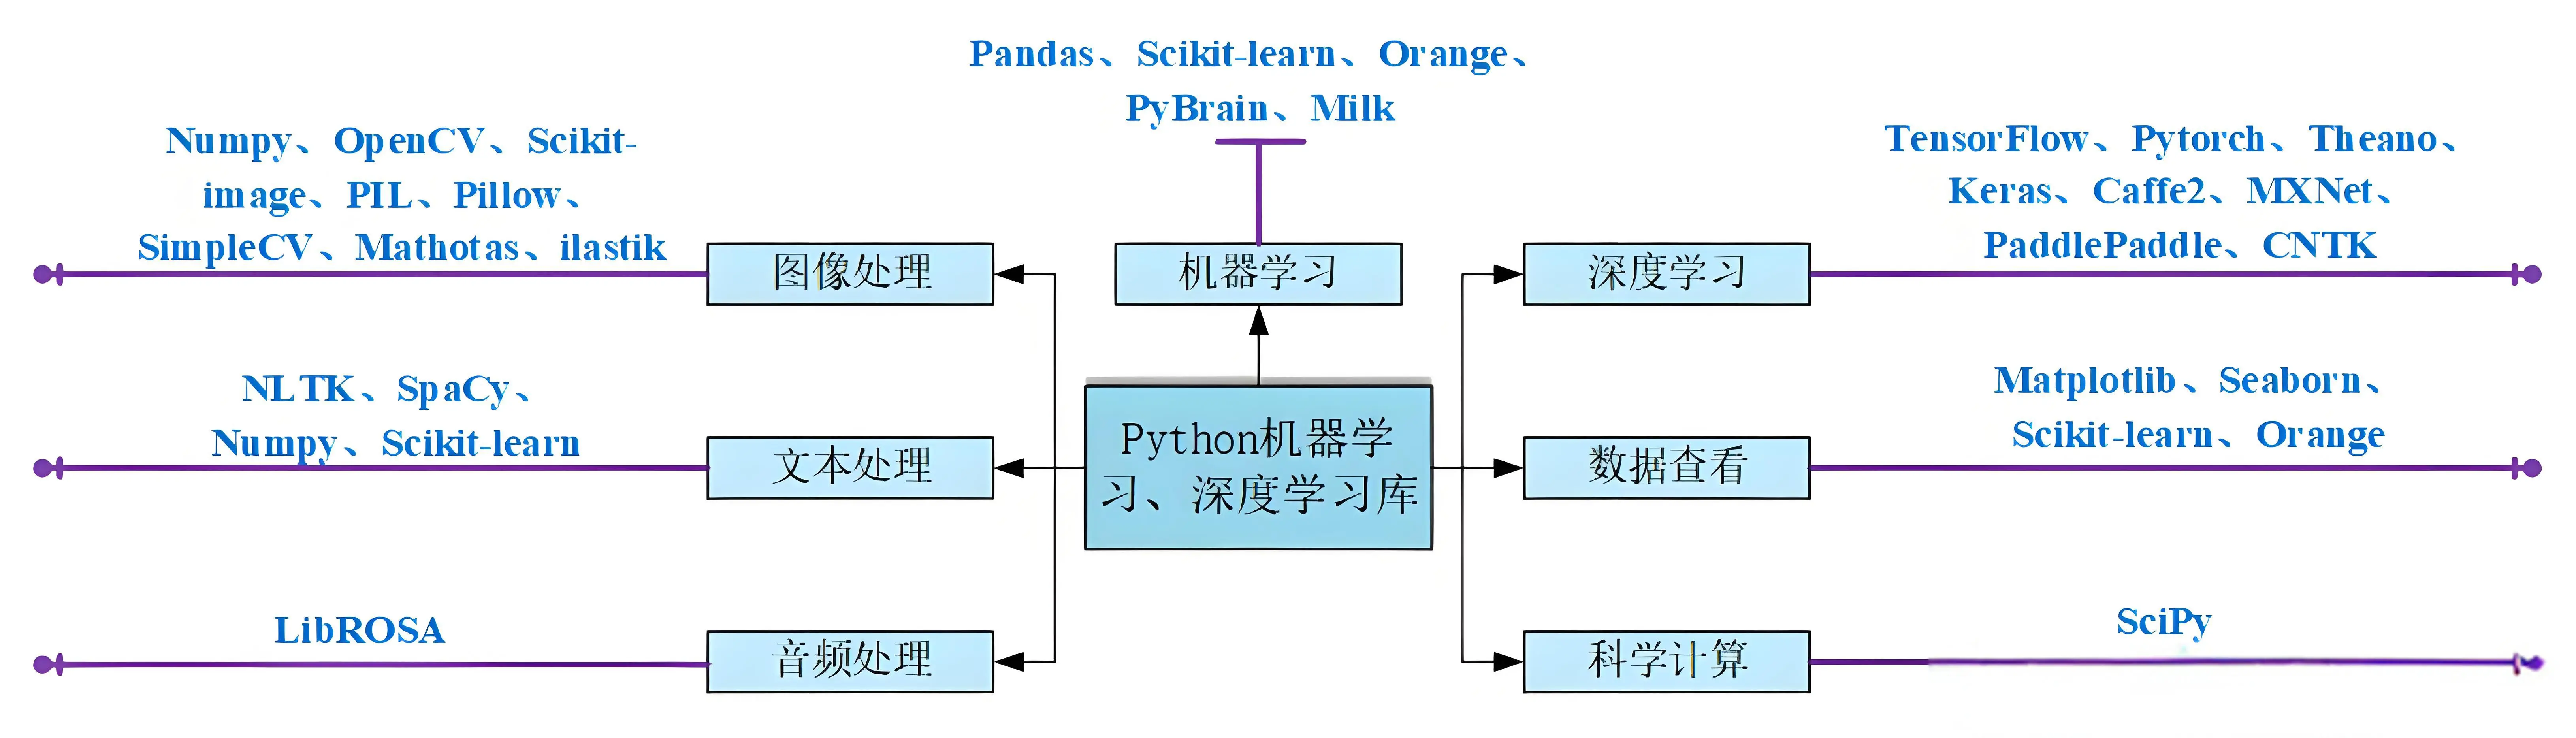 Pandas、Scikit-learn、Orange、
PyBrain、Milk
Numpy、OpenCV、Scikit-
image、PIL、Pillow、
SimpleCV、Mathotas、ilastik
图像处理
机器学习
深度学习
TensorFlow、Pytorch、Theano、
Keras、Caffe2、MXNet、
PaddlePaddle、CNTK
NLTK、SpaCy、
Numpy、Scikit-learn
文本处理
Python机器学
习、深度学习库
数据查看
Matplotlib、Seaborn、
Scikit-learn、Orange
LibROSA
音频处理
科学计算
SciPy